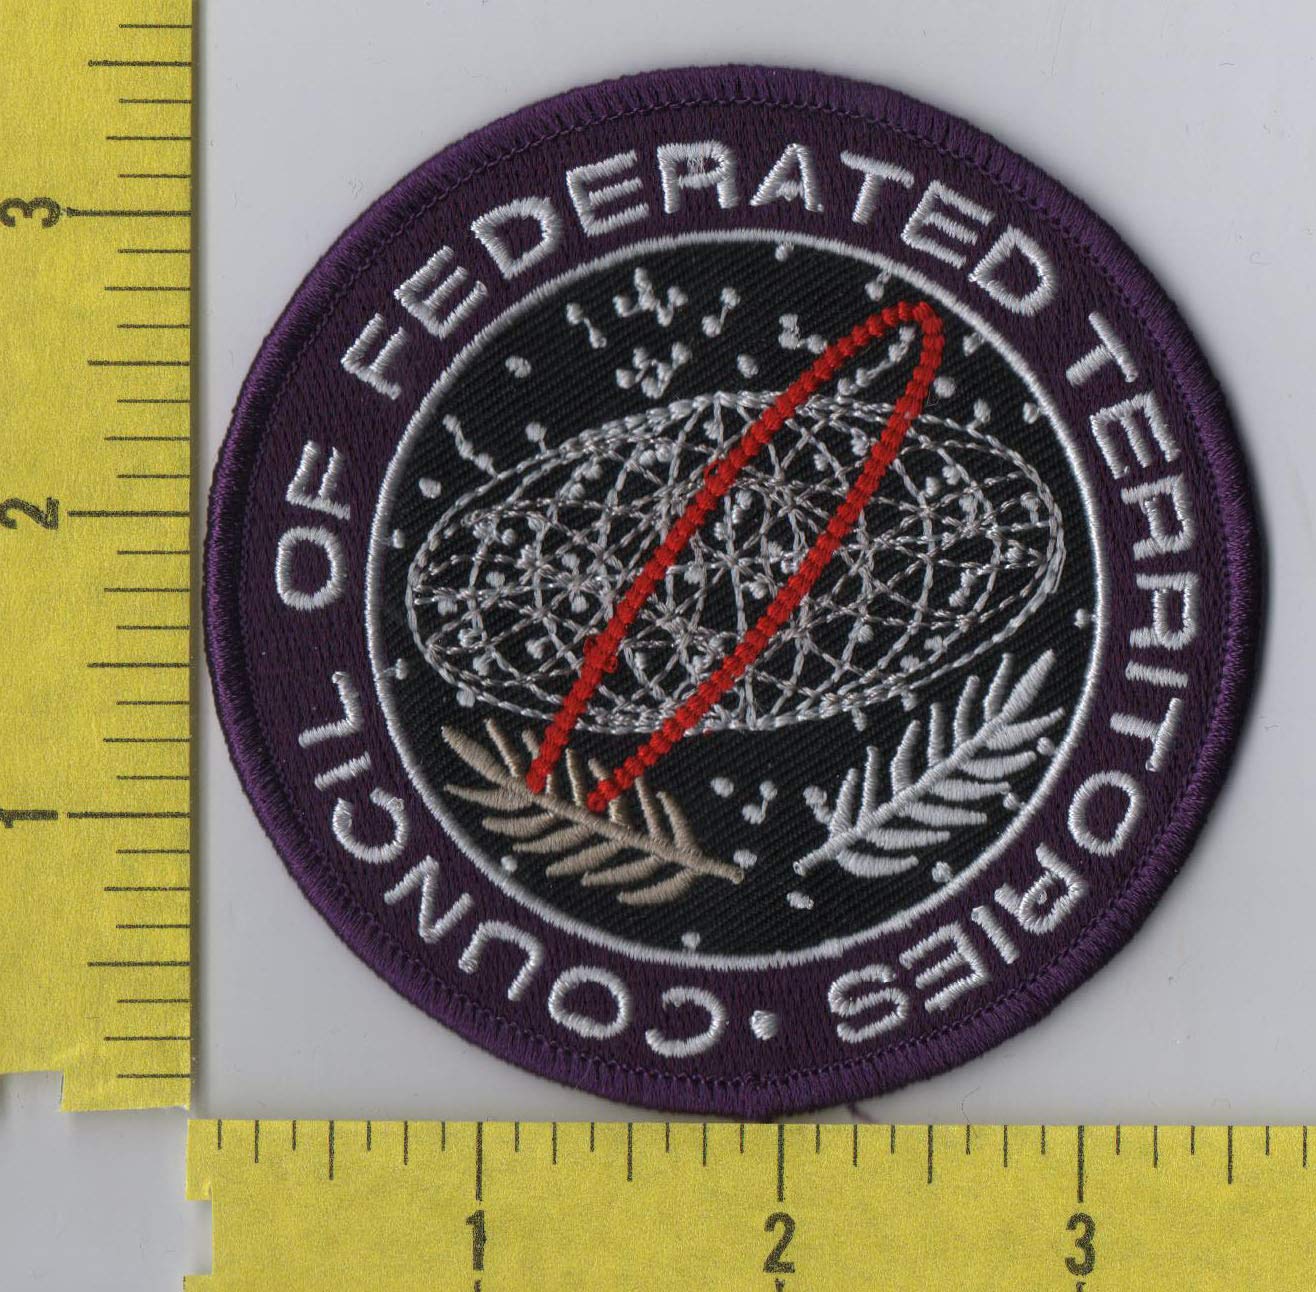 COUNCIL OF FEDERATED TERRITORIES •
3
2
1
1 2 3